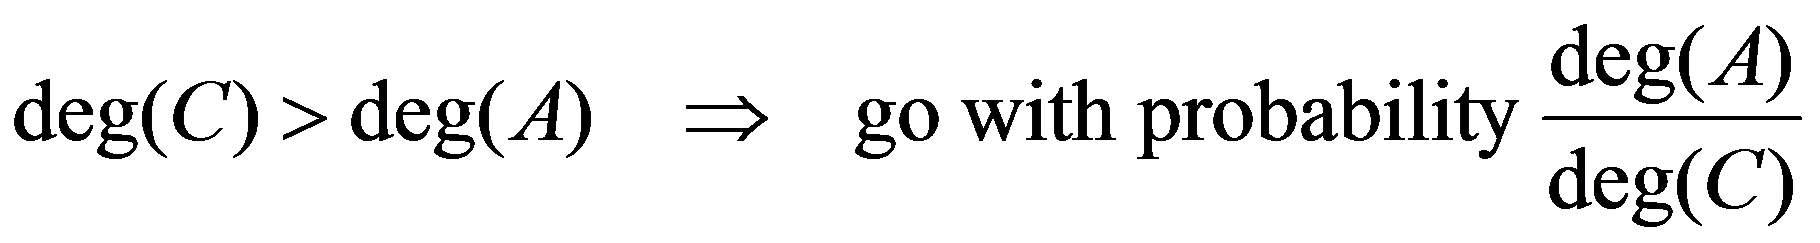 deg(C) > deg(A) ⇒ go with probability deg(A)/deg(C)